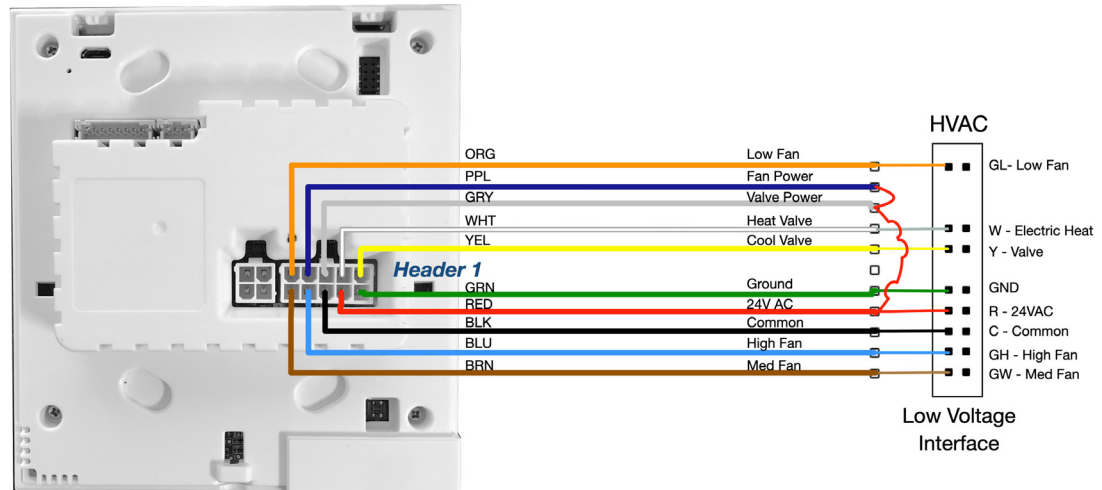 HVAC
ORG Low Fan GL- Low Fan
PPL Fan Power
GRY Valve Power
WHT Heat Valve W - Electric Heat
YEL Cool Valve Y - Valve
Header 1
GRN Ground GND
RED 24V AC R - 24VAC
BLK Common C - Common
BLU High Fan GH - High Fan
BRN Med Fan GW - Med Fan
Low Voltage
Interface